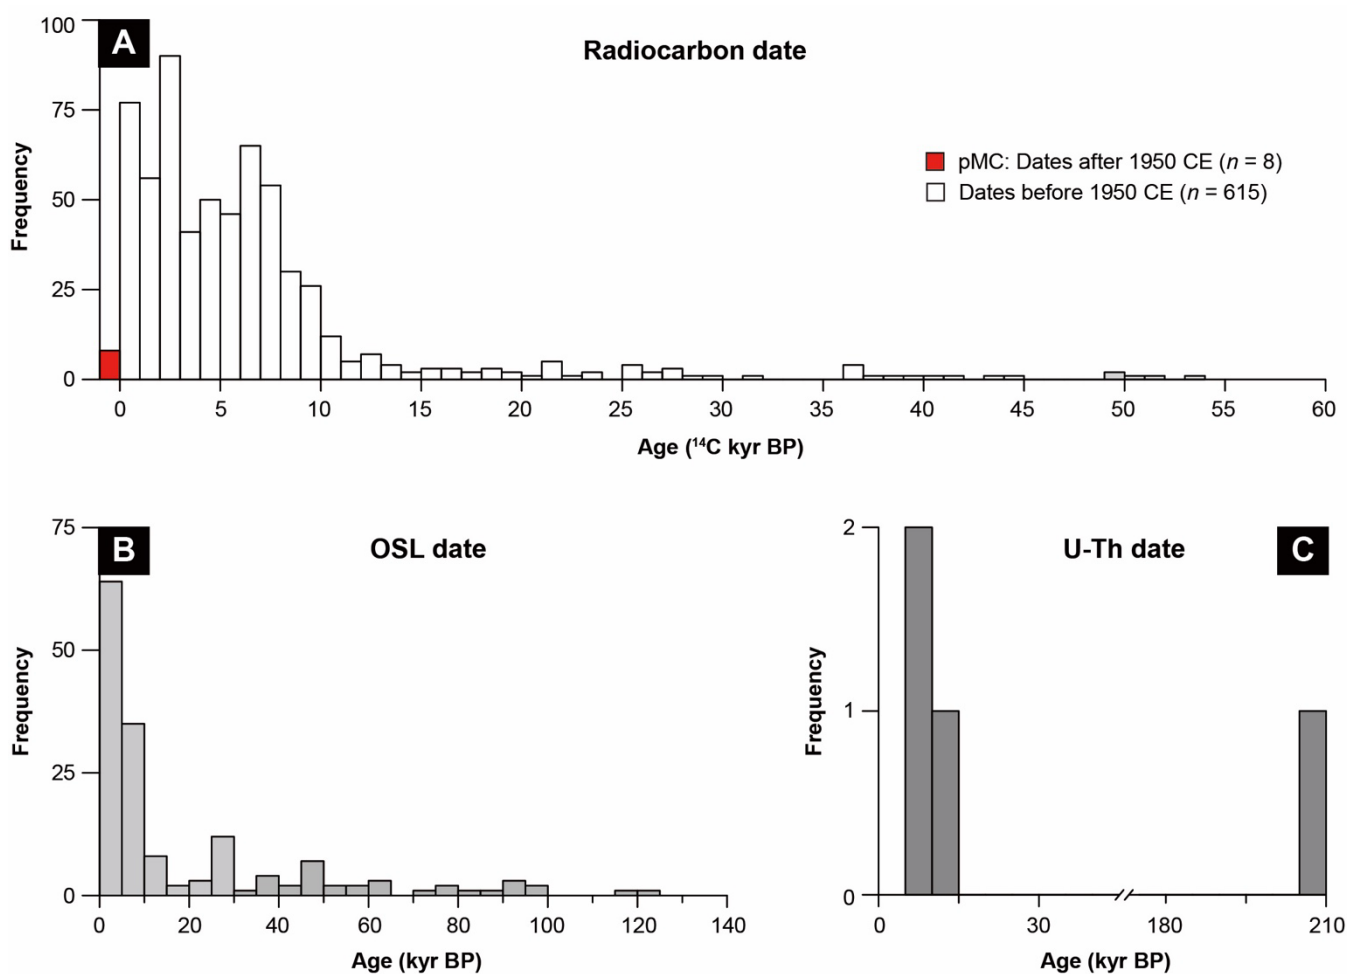 A
Radiocarbon date
100
75
50
25
0
Frequency
pMC: Dates after 1950 CE (n = 8)
Dates before 1950 CE (n = 615)
0 5 10 15 20 25 30 35 40 45 50 55 60
Age (¹⁴C kyr BP)
B
OSL date
75
50
25
0
Frequency
0 20 40 60 80 100 120 140
Age (kyr BP)
U-Th date
C
2
1
0
Frequency
0 30 180 210
Age (kyr BP)